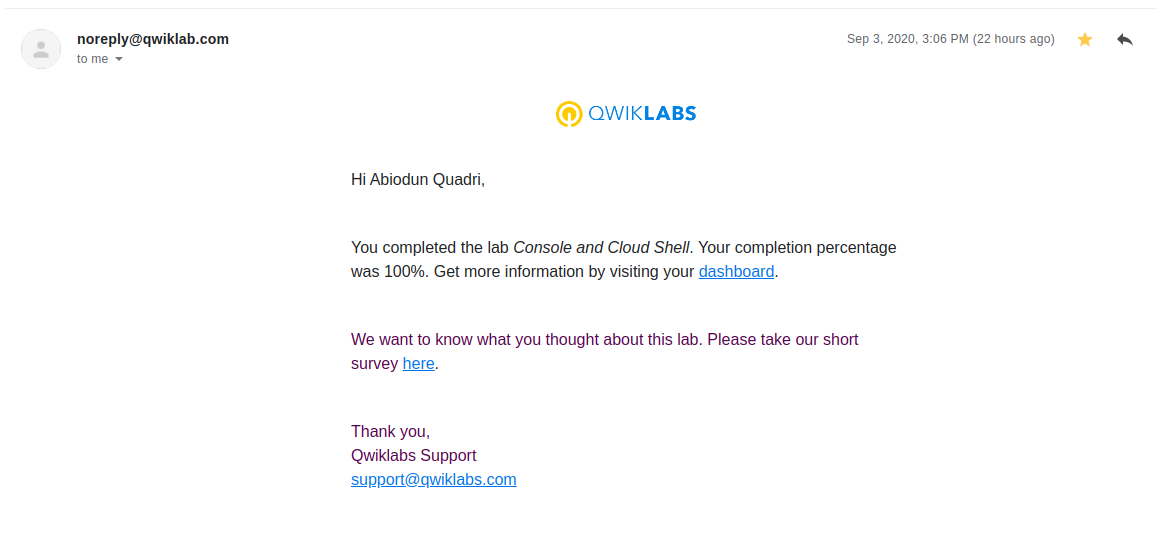 noreply@qwiklab.com
Sep 3, 2020, 3:06 PM (22 hours ago)
to me
QWIKLABS
Hi Abiodun Quadri,
You completed the lab Console and Cloud Shell. Your completion percentage
was 100%. Get more information by visiting your dashboard.
We want to know what you thought about this lab. Please take our short
survey here.
Thank you,
Qwiklabs Support
support@qwiklabs.com